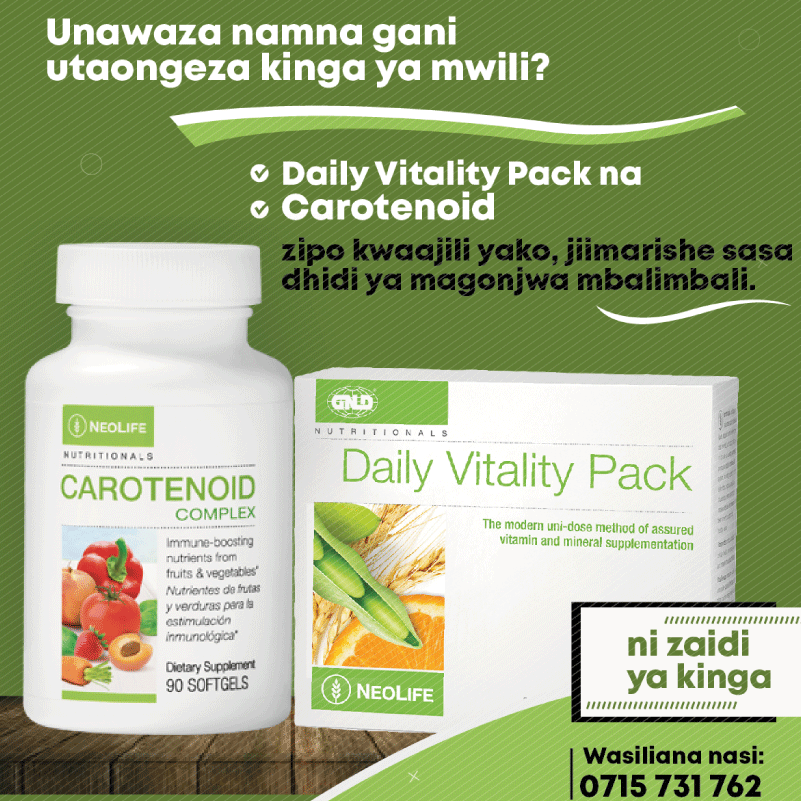 Unawaza namna gani
utaongeza kinga ya mwili?
Daily Vitality Pack na
Carotenoid
zipo kwaajili yako, jiimarishe sasa
dhidi ya magonjwa mbalimbali.
NEOLIFE
NUTRITIONALS
CAROTENOID
COMPLEX
Immune-boosting
nutrients from
fruits & vegetables*
Nutrientes de frutas
y verduras para la
estimulación
inmunológica*
Dietary Supplement
90 SOFTGELS
GNLD
NUTRITIONALS
Daily Vitality Pack
The modern uni-dose method of assured
vitamin and mineral supplementation
NEOLIFE
ni zaidi
ya kinga
Wasiliana nasi:
0715 731 762